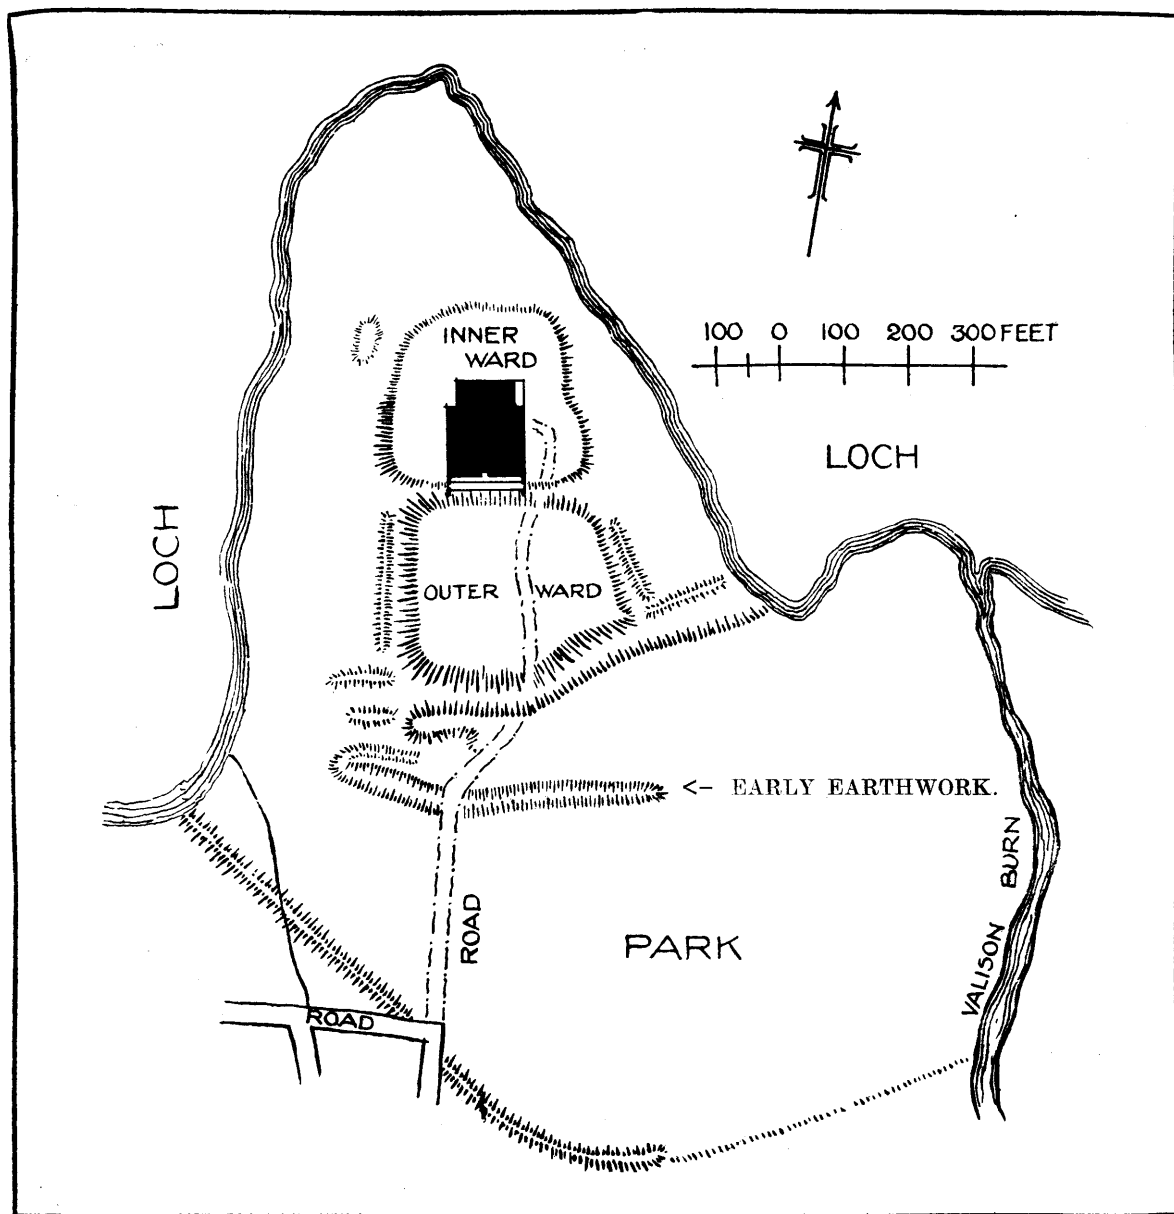 INNER
WARD
100 0 100 200 300 FEET
LOCH
LOCH
OUTER WARD
<- EARLY EARTHWORK.
VALISON BURN
ROAD
PARK
ROAD